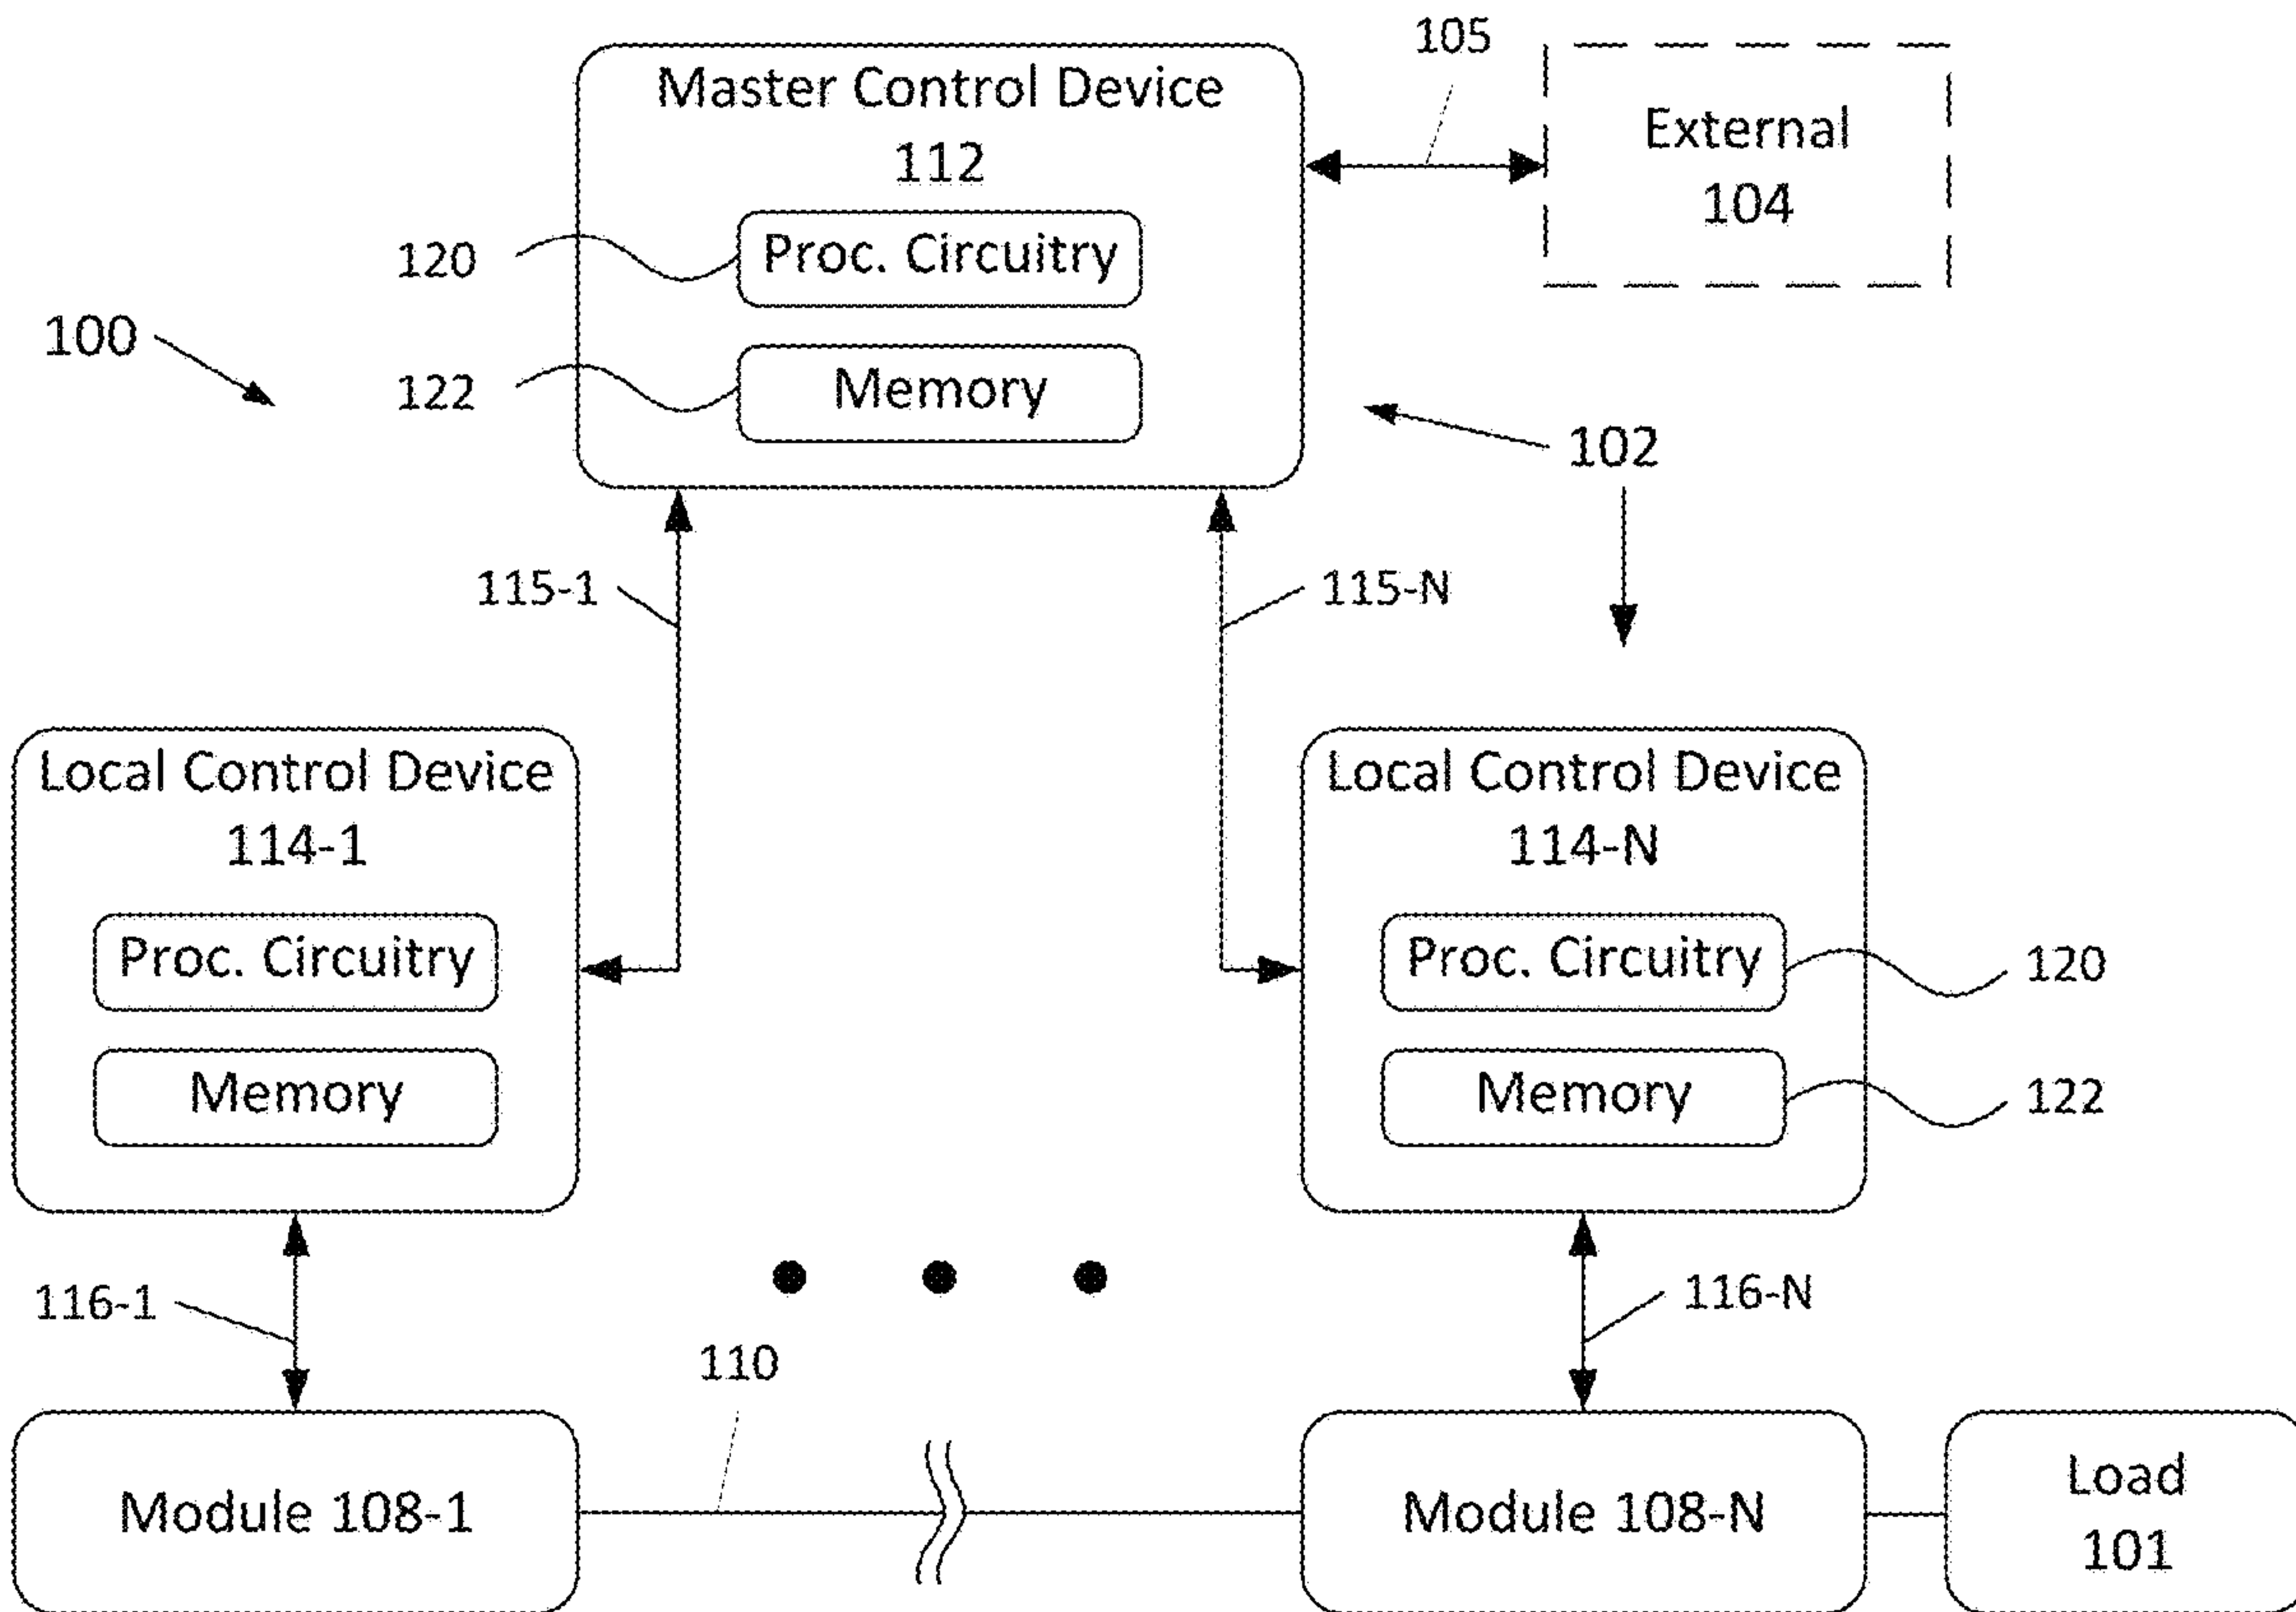 105
Master Control Device
112
External
104
120
Proc. Circuitry
100
122
Memory
102
115-1
115-N
Local Control Device
114-1
Local Control Device
114-N
Proc. Circuitry
Proc. Circuitry
120
Memory
Memory
122
116-1
116-N
110
Module 108-1
Module 108-N
Load
101